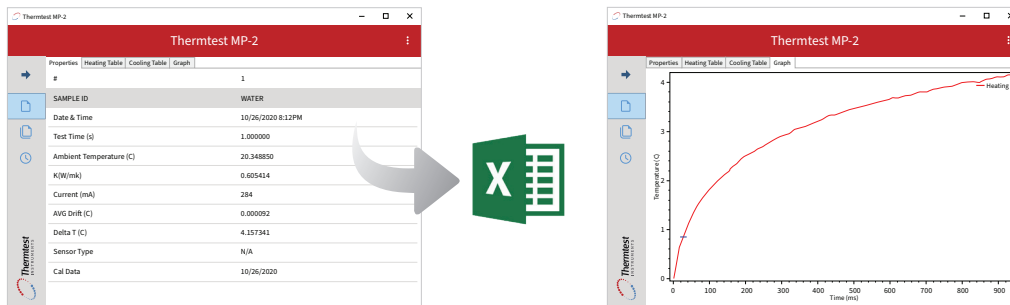 Thermtest MP-2
Thermtest MP-2
Properties Heating Table Cooling Table Graph
# 1
SAMPLE ID WATER
Date & Time 10/26/2020 8:12PM
Test Time (s) 1.000000
Ambient Temperature (C) 20.348850
K(W/mk) 0.605414
Current (mA) 284
AVG Drift (C) 0.000092
Delta T (C) 4.157341
Sensor Type N/A
Cal Data 10/26/2020
Thermtest
INSTRUMENTS
X
Thermtest MP-2
Thermtest MP-2
Properties Heating Table Cooling Table Graph
Heating
Temperature (C)
4
3
2
1
0
0 100 200 300 400 500 600 700 800 900
Time (ms)
Thermtest
INSTRUMENTS